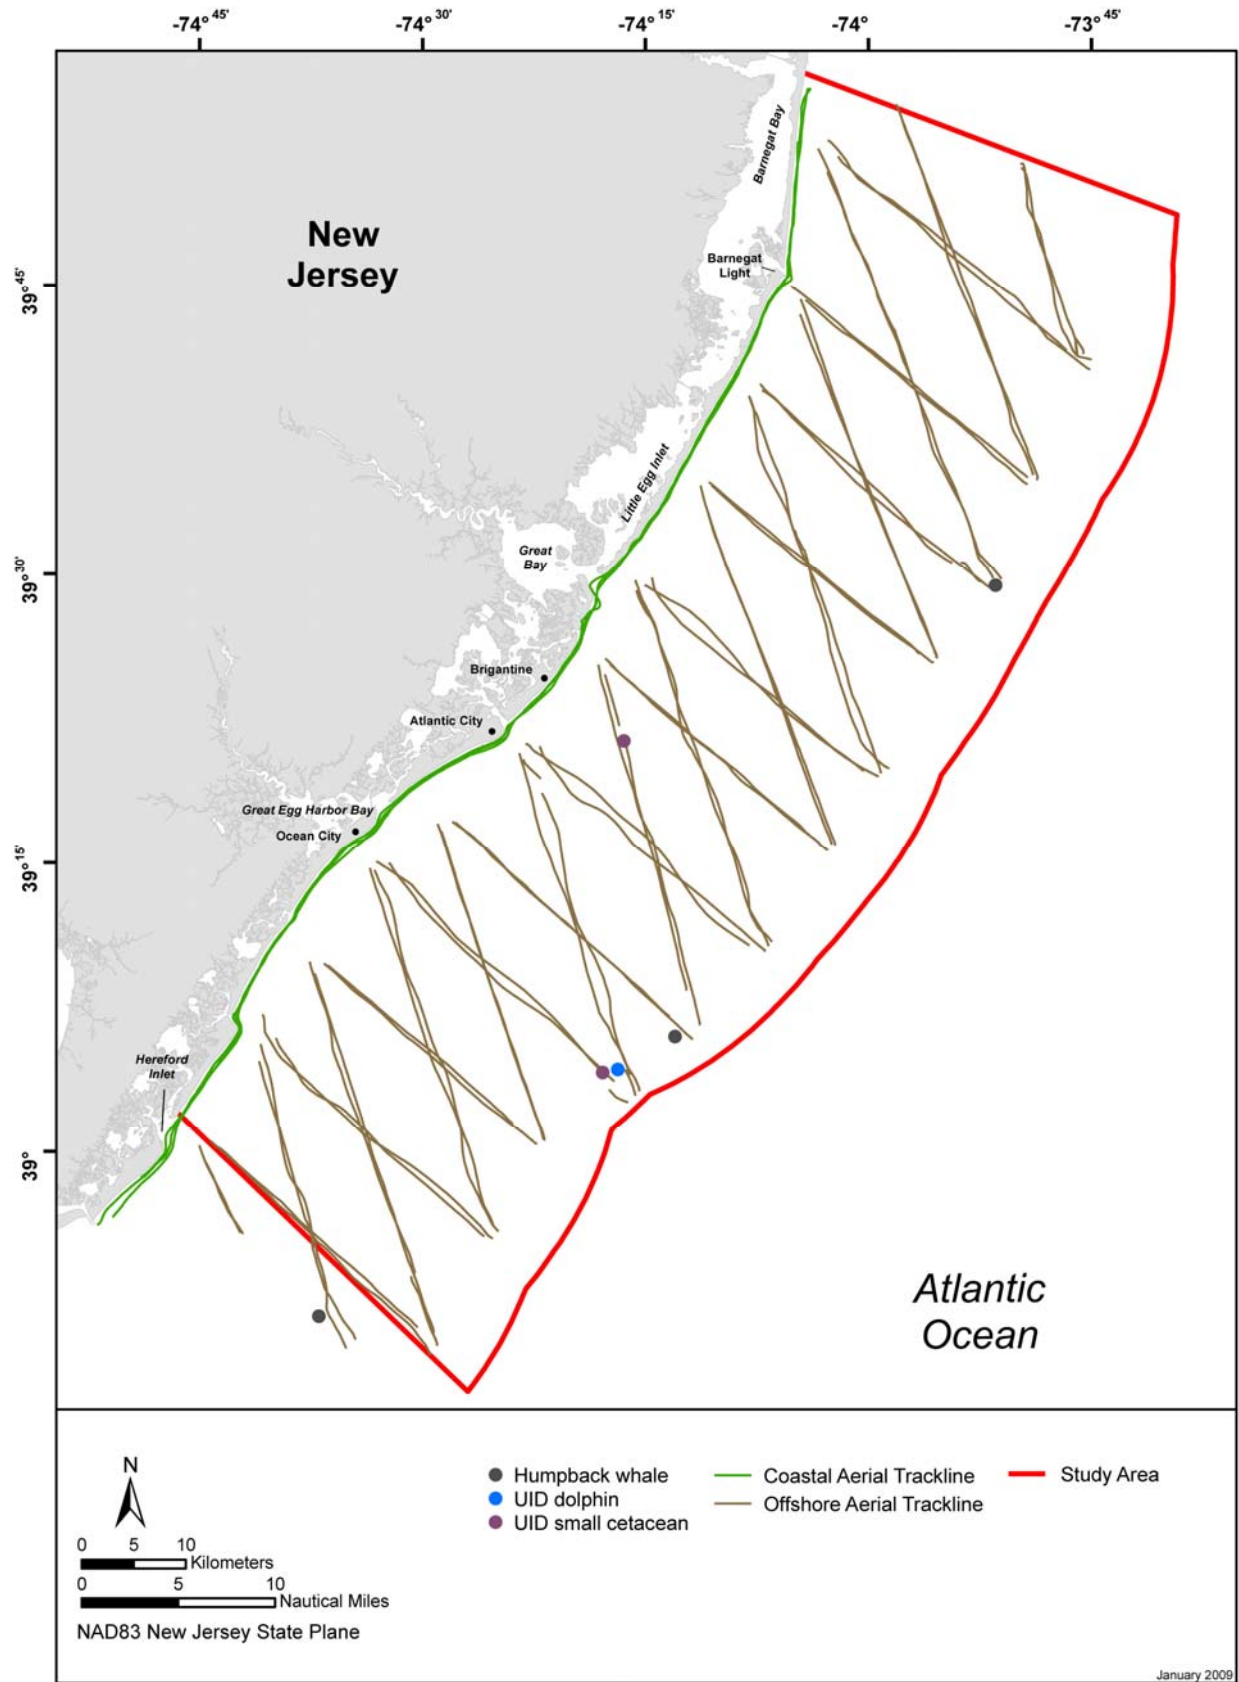 -74° 45'
-74° 30'
-74° 15'
-74°
-73° 45'
Barnegat Bay
New
Jersey
Barnegat
Light
39° 45'
Little Egg Inlet
Great
Bay
39° 30'
Brigantine
Atlantic City
Great Egg Harbor Bay
Ocean City
39° 15'
Hereford
Inlet
39°
Atlantic
Ocean
N
0 5 10
Kilometers
0 5 10
Nautical Miles
NAD83 New Jersey State Plane
Humpback whale
UID dolphin
UID small cetacean
Coastal Aerial Trackline
Offshore Aerial Trackline
Study Area
January 2009